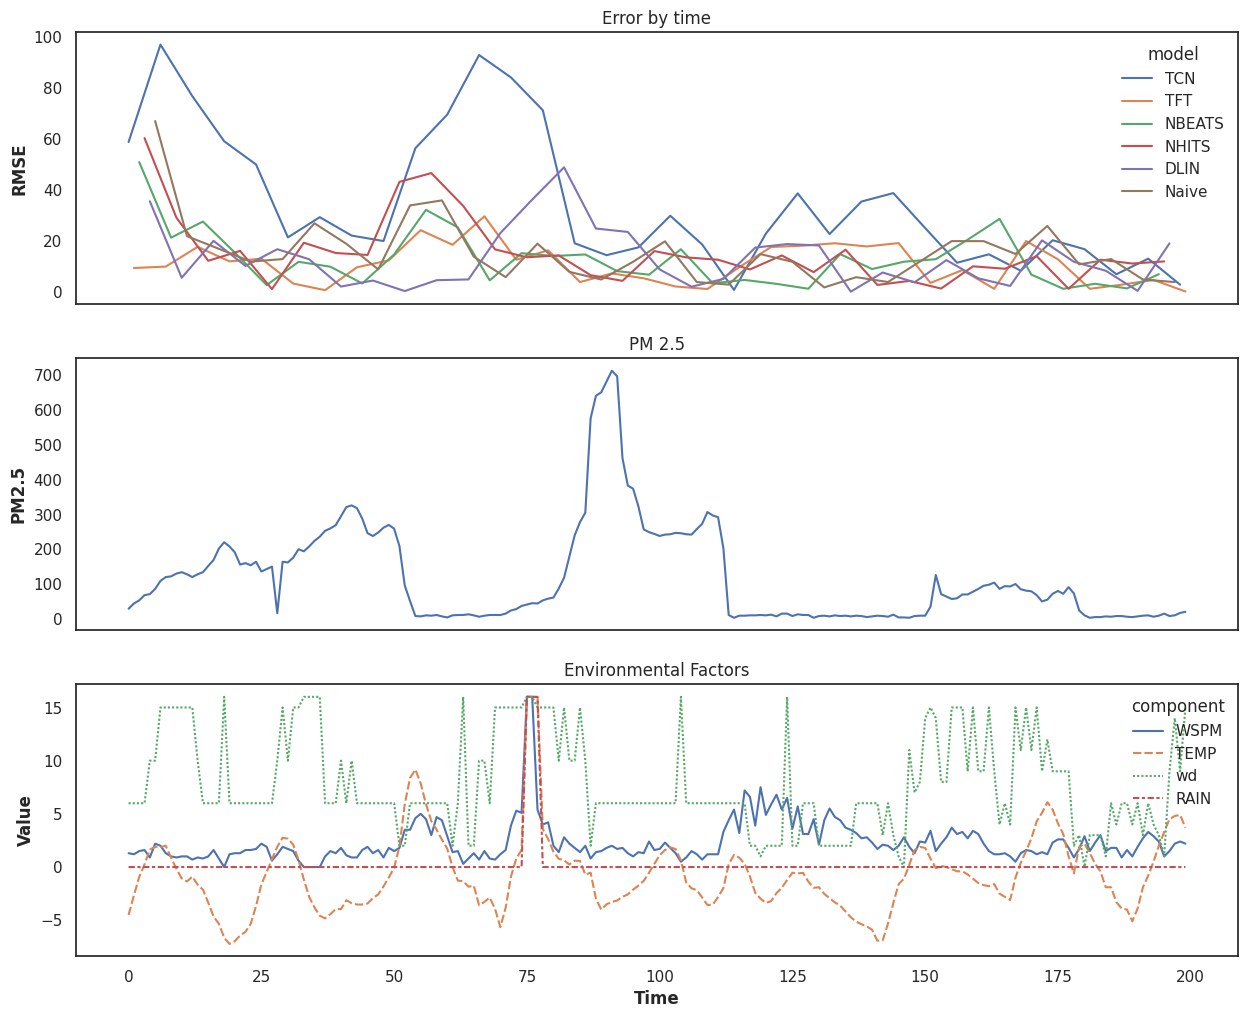 Error by time
RMSE
100
80
60
40
20
0
model
TCN
TFT
NBEATS
NHITS
DLIN
Naive
PM 2.5
PM2.5
700
600
500
400
300
200
100
0
Environmental Factors
Value
15
10
5
0
−5
component
WSPM
TEMP
wd
RAIN
0 25 50 75 100 125 150 175 200
Time